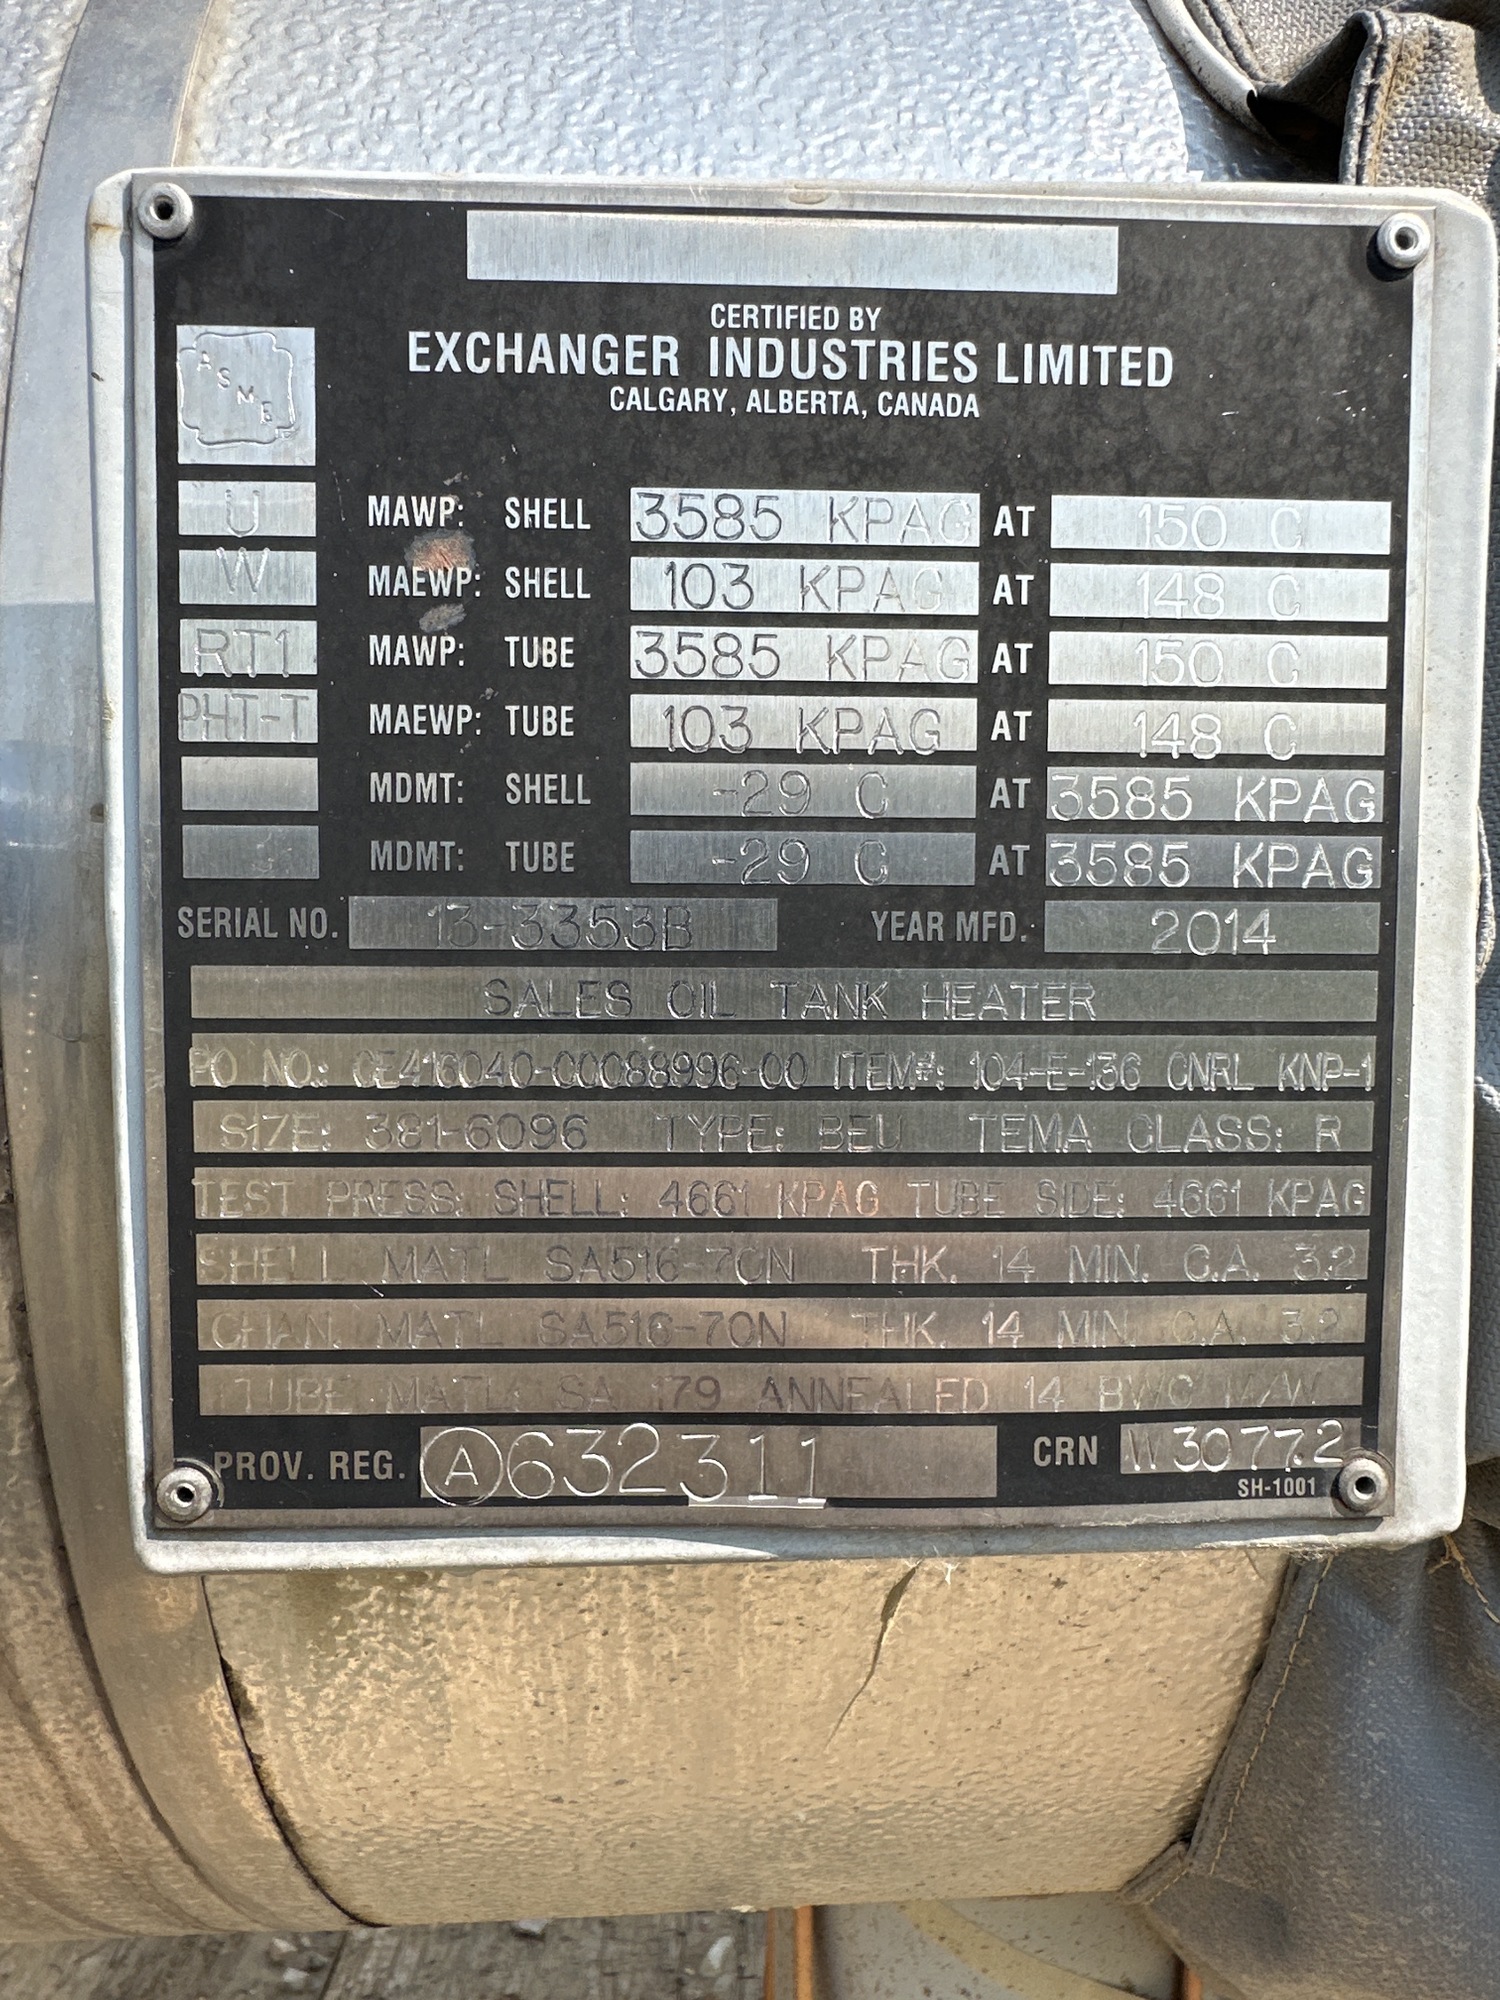 CERTIFIED BY
EXCHANGER INDUSTRIES LIMITED
CALGARY, ALBERTA, CANADA
ASME
U MAWP: SHELL 3585 KPAG AT 150 C
W MAEWP: SHELL 103 KPAG AT 148 C
RT1 MAWP: TUBE 3585 KPAG AT 150 C
PHT-T MAEWP: TUBE 103 KPAG AT 148 C
MDMT: SHELL -29 C AT 3585 KPAG
MDMT: TUBE -29 C AT 3585 KPAG
SERIAL NO. 13-3353B YEAR MFD. 2014
SALES OIL TANK HEATER
PO NO.: CE416040-C0C88996-00 ITEM#: 104-E-136 CNRL KNP-1
SIZE: 381-6096 TYPE: BEU TEMA CLASS: R
TEST PRESS: SHELL: 4661 KPAG TUBE SIDE: 4661 KPAG
SHELL MATL SA516-70N THK. 14 MIN. C.A. 3.2
CHAN. MATL SA516-70N THK. 14 MIN C.A. 3.2
TUBE MATL: SA 179 ANNEALED 14 BWG M/W
PROV. REG. A 632311 CRN W3077.2
SH-1001